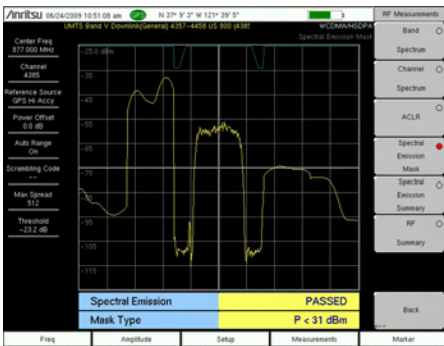 Anritsu 06/24/2009 10:51:08 am GPS N 37° 9' 3" W 121° 39' 5"
UMTS Band V Downlink(General) 4357-4458 US 800 (4385 WCDMA/HSDPA
Spectral Emission Mask
Center Freq
877.000 MHz
Channel
4385
Reference Source
GPS Hi Accy
Power Offset
0.0 dB
Auto Range
On
Scrambling Code
--
Max Spread
512
Threshold
-23.2 dB
-25.0 dBm
-35
-45
-55
-65
-75
-85
-95
-105
-115
Spectral Emission PASSED
Mask Type P < 31 dBm
RF Measurements
Band
Spectrum
Channel
Spectrum
ACLR
Spectral
Emission
Mask
Spectral
Emission
Summary
RF
Summary
Back
Freq Amplitude Setup Measurements Marker